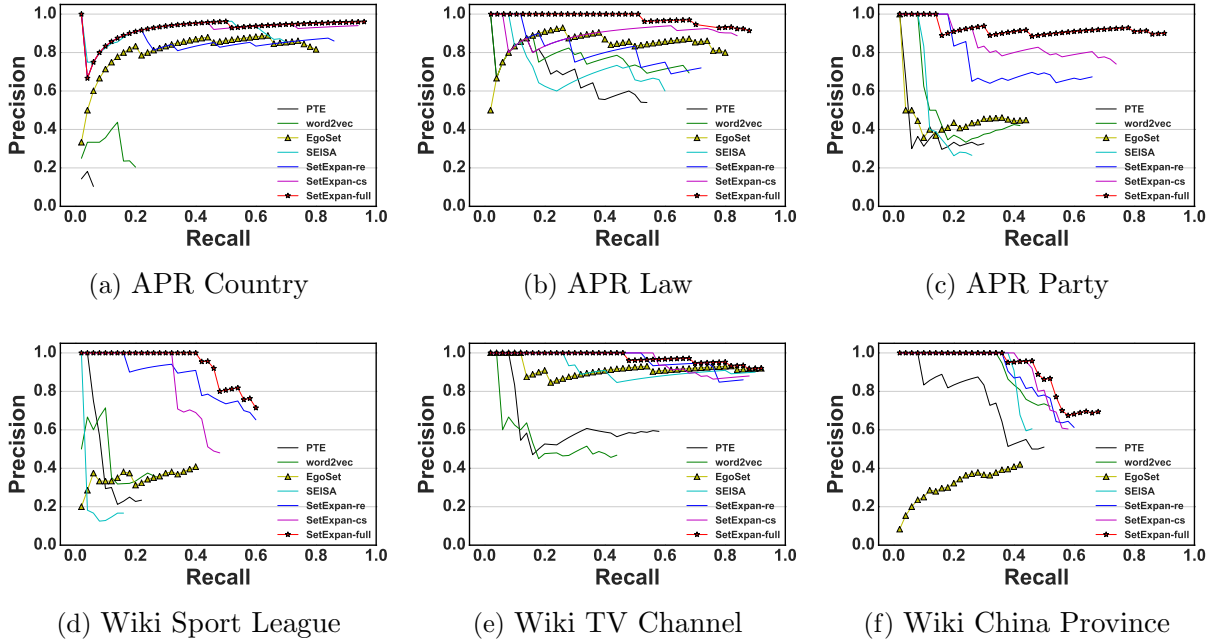 1.0
0.8
0.6
0.4
0.2
0.0
Precision
PTE
word2vec
EgoSet
SEISA
SetExpan-re
SetExpan-cs
SetExpan-full
0.0 0.2 0.4 0.6 0.8 1.0
Recall
(a) APR Country
1.0
0.8
0.6
0.4
0.2
0.0
Precision
PTE
word2vec
EgoSet
SEISA
SetExpan-re
SetExpan-cs
SetExpan-full
0.0 0.2 0.4 0.6 0.8 1.0
Recall
(b) APR Law
1.0
0.8
0.6
0.4
0.2
0.0
Precision
PTE
word2vec
EgoSet
SEISA
SetExpan-re
SetExpan-cs
SetExpan-full
0.0 0.2 0.4 0.6 0.8 1.0
Recall
(c) APR Party
1.0
0.8
0.6
0.4
0.2
0.0
Precision
PTE
word2vec
EgoSet
SEISA
SetExpan-re
SetExpan-cs
SetExpan-full
0.0 0.2 0.4 0.6 0.8 1.0
Recall
(d) Wiki Sport League
1.0
0.8
0.6
0.4
0.2
0.0
Precision
PTE
word2vec
EgoSet
SEISA
SetExpan-re
SetExpan-cs
SetExpan-full
0.0 0.2 0.4 0.6 0.8 1.0
Recall
(e) Wiki TV Channel
1.0
0.8
0.6
0.4
0.2
0.0
Precision
PTE
word2vec
EgoSet
SEISA
SetExpan-re
SetExpan-cs
SetExpan-full
0.0 0.2 0.4 0.6 0.8 1.0
Recall
(f) Wiki China Province